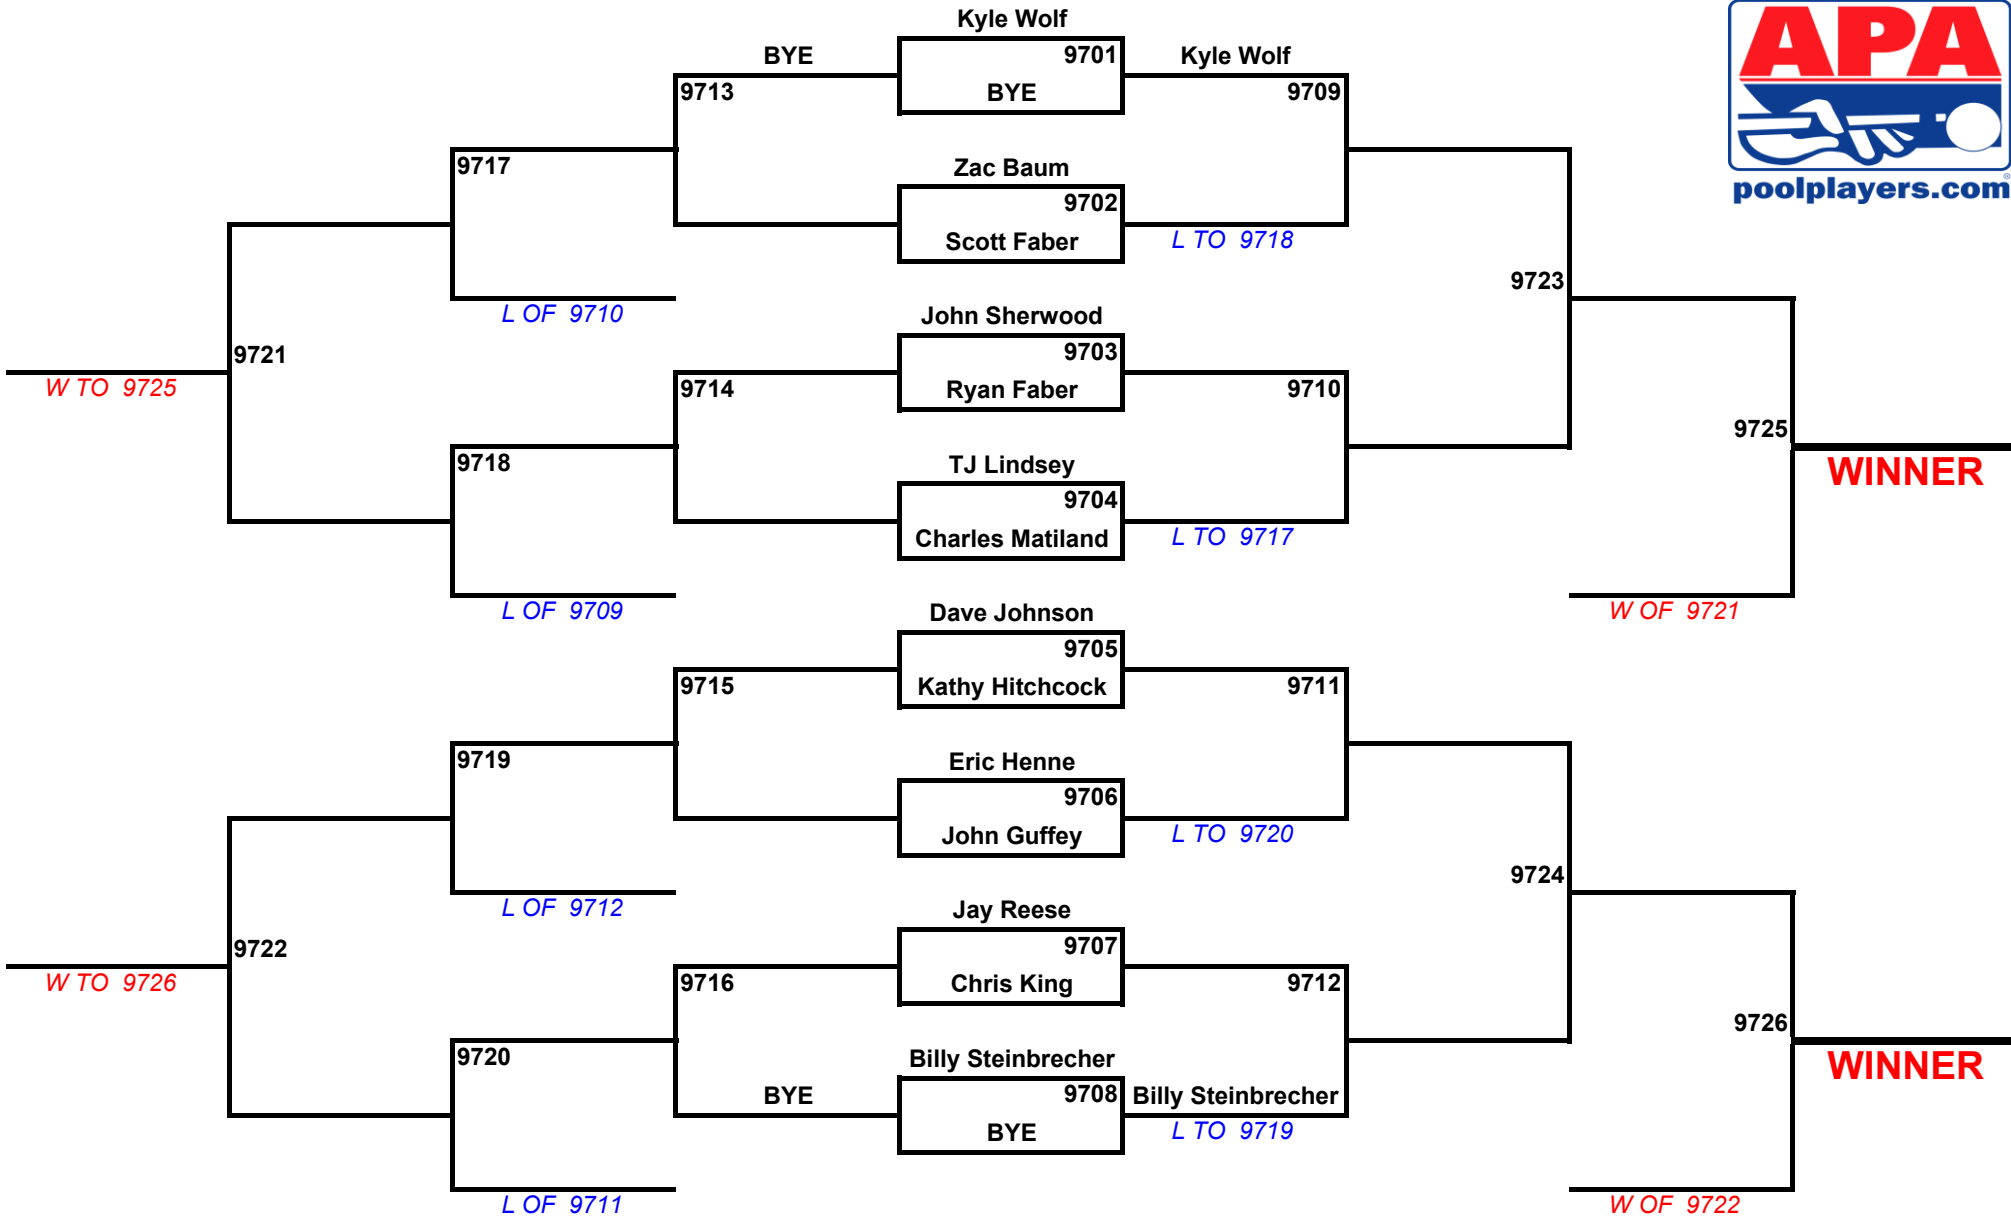 Kyle Wolf
APA
BYE
9701
Kyle Wolf
9713
BYE
9709
9717
Zac Baum
poolplayers.com
9702
Scott Faber
L TO 9718
9723
L OF 9710
John Sherwood
9721
9703
W TO 9725
9714
Ryan Faber
9710
9725
9718
TJ Lindsey
WINNER
9704
Charles Matiland
L TO 9717
L OF 9709
Dave Johnson
W OF 9721
9705
9715
Kathy Hitchcock
9711
9719
Eric Henne
9706
John Guffey
L TO 9720
9724
L OF 9712
Jay Reese
9722
9707
W TO 9726
9716
Chris King
9712
9726
9720
Billy Steinbrecher
WINNER
BYE
9708
Billy Steinbrecher
BYE
L TO 9719
L OF 9711
W OF 9722